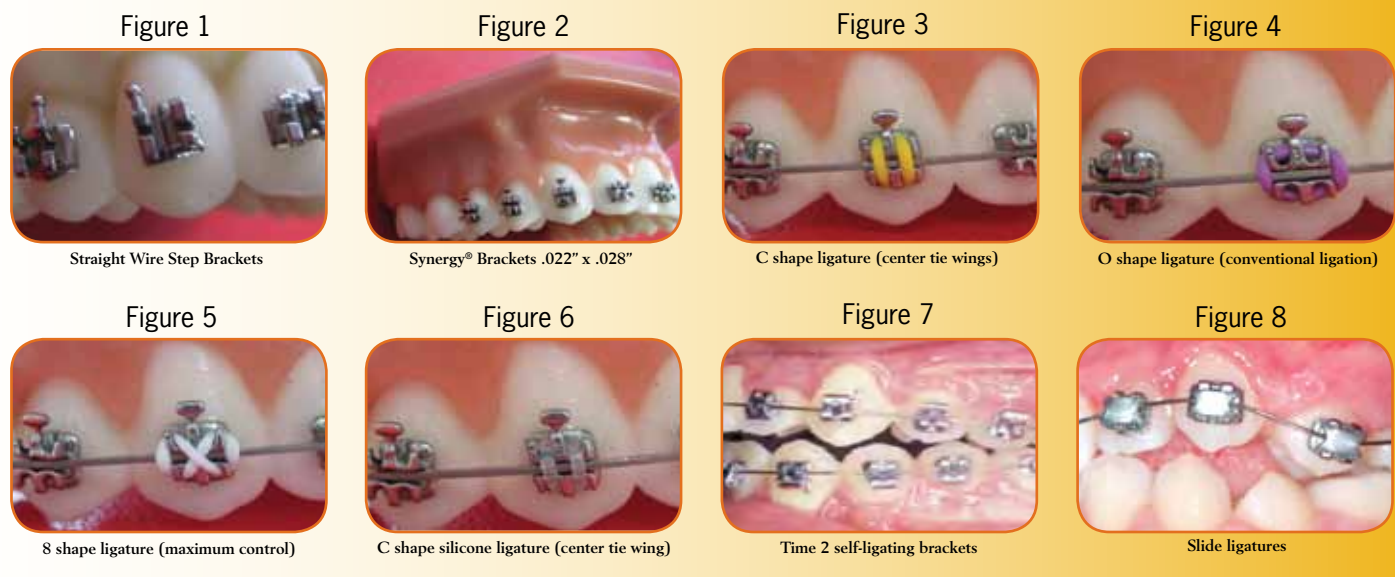 Figure 1
Figure 2
Figure 3
Figure 4
Straight Wire Step Brackets
Synergy® Brackets .022” x .028”
C shape ligature (center tie wings)
O shape ligature (conventional ligation)
Figure 5
Figure 6
Figure 7
Figure 8
8 shape ligature (maximum control)
C shape silicone ligature (center tie wing)
Time 2 self-ligating brackets
Slide ligatures